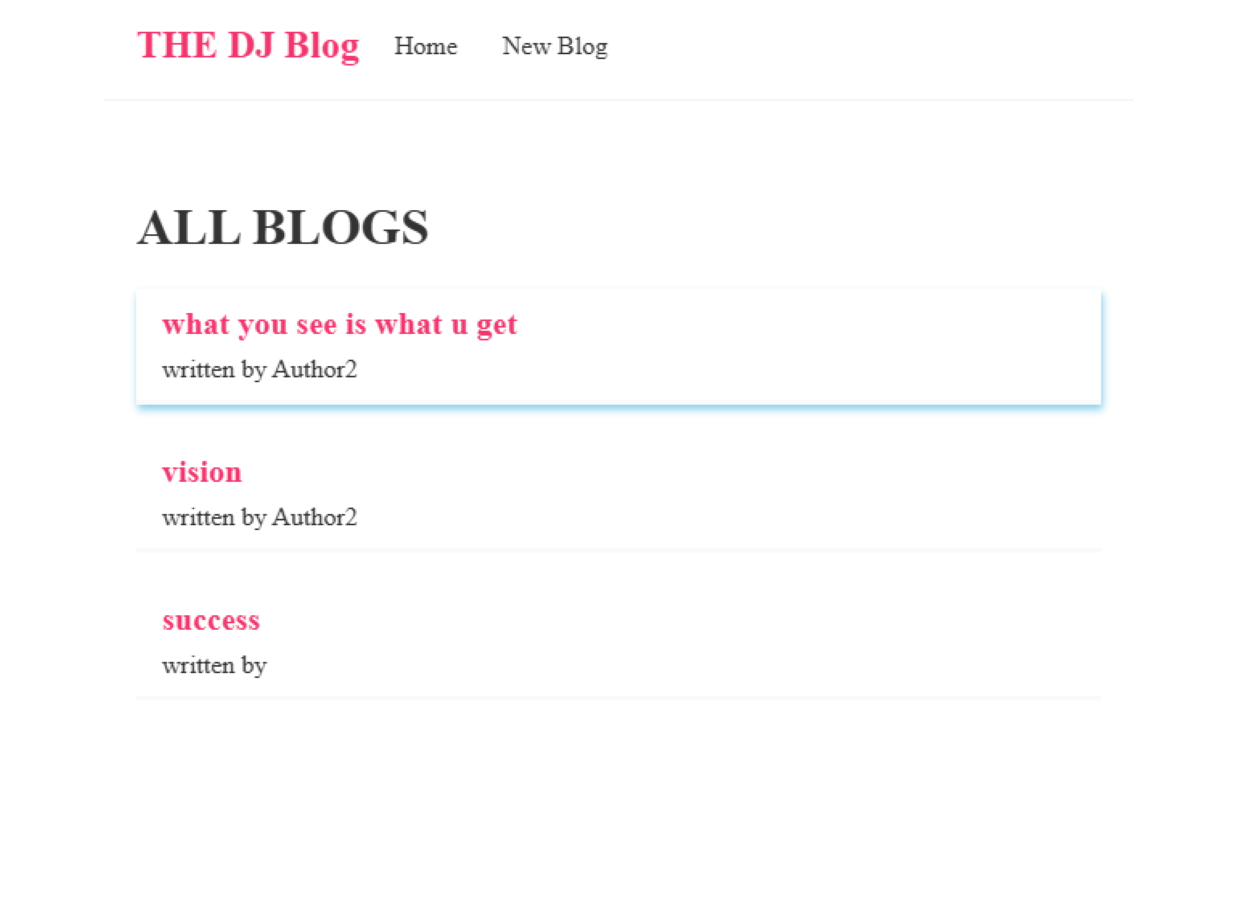 THE DJ Blog Home New Blog
ALL BLOGS
what you see is what u get
written by Author2
vision
written by Author2
success
written by